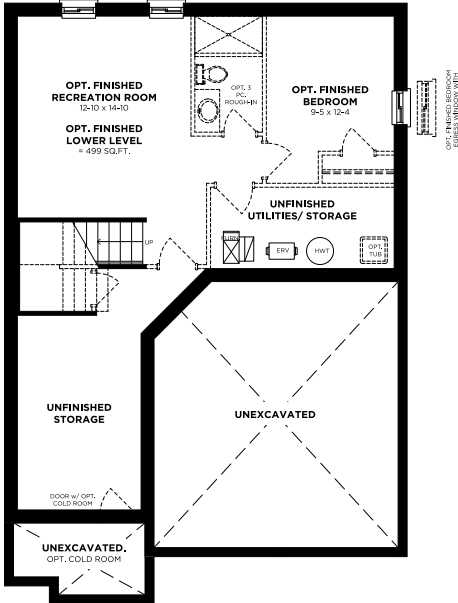 OPT. FINISHED
RECREATION ROOM
12-10 x 14-10
OPT. FINISHED
LOWER LEVEL
= 499 SQ.FT.
OPT. 3
PC.
ROUGH-IN
OPT. FINISHED
BEDROOM
9-5 x 12-4
OPT. FINISHED BEDROOM
EGRESS WINDOW WITH
UNFINISHED
UTILITIES/ STORAGE
UP
FURN
ERV
HWT
OPT.
TUB
UNFINISHED
STORAGE
UNEXCAVATED
DOOR w/ OPT.
COLD ROOM
UNEXCAVATED.
OPT. COLD ROOM